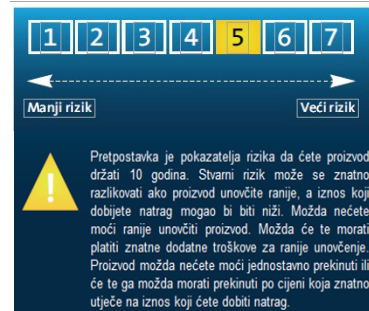 1 2 3 4 5 6 7
Manji rizik Veći rizik
Pretpostavka je pokazatelja rizika da ćete proizvod
držati 10 godina. Stvarni rizik može se znatno
razlikovati ako proizvod unovčite ranije, a iznos koji
dobijete natrag mogao bi biti niži. Možda nećete
moći ranije unovčiti proizvod. Možda će te morati
platiti znatne dodatne troškove za ranije unovčenje.
Proizvod možda nećete moći jednostavno prekinuti ili
će te ga možda morati prekinuti po cijeni koja znatno
utječe na iznos koji ćete dobiti natrag.